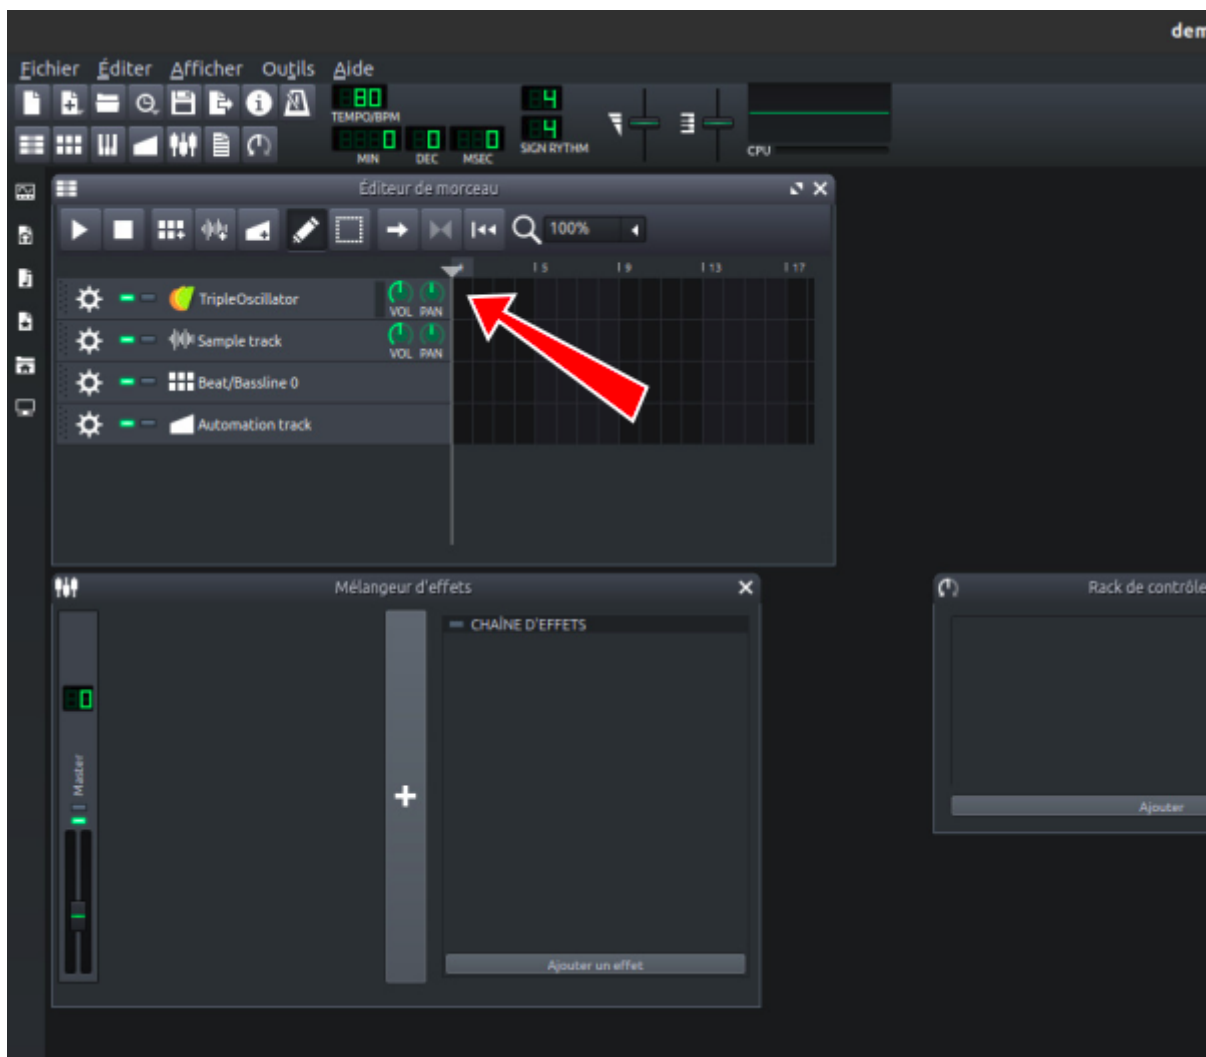 dem
Fichier Éditer Afficher Outils Aide
80
TEMPO/BPM
4
4
SIGN RYTHM
0 0 0
MIN DEC MSEC
CPU
Éditeur de morceau
100%
5 9 13 17
TripleOscillator
VOL PAN
Sample track
VOL PAN
Beat/Bassline 0
Automation track
Mélangeur d'effets
Rack de contrôle
CHAÎNE D'EFFETS
0
Master
Ajouter
Ajouter un effet